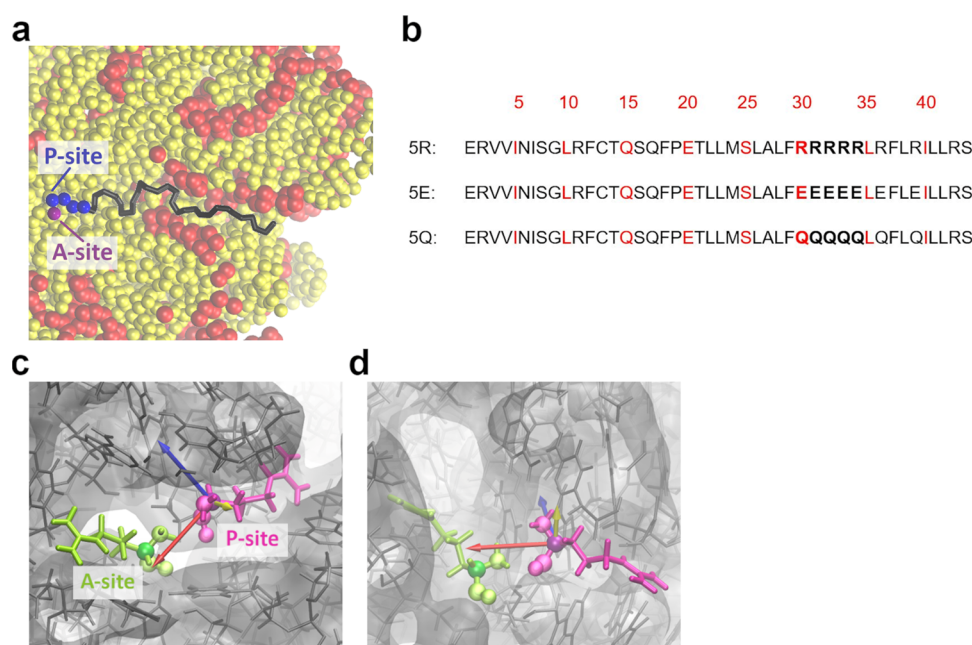 a
b
P-site
A-site
5 10 15 20 25 30 35 40
5R: ERVVINISGLRFCTQSQFPETLLMSLALFRRRRRLRFLRILLRS
5E: ERVVINISGLRFCTQSQFPETLLMSLALFEEEEELEFLEILLRS
5Q: ERVVINISGLRFCTQSQFPETLLMSLALFQQQQQLQFLQILLRS
c
d
P-site
A-site